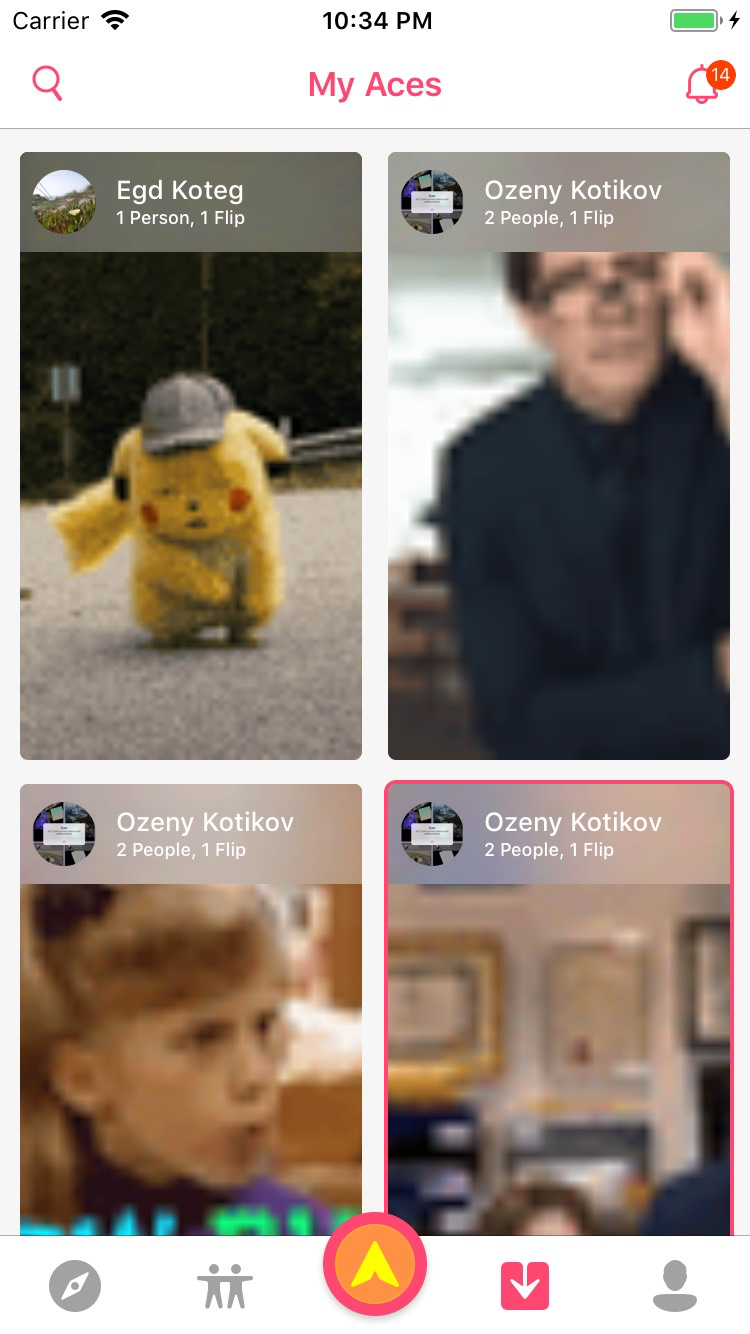 Carrier 10:34 PM
My Aces
14
Egd Koteg
1 Person, 1 Flip
Ozeny Kotikov
2 People, 1 Flip
Ozeny Kotikov
2 People, 1 Flip
Ozeny Kotikov
2 People, 1 Flip